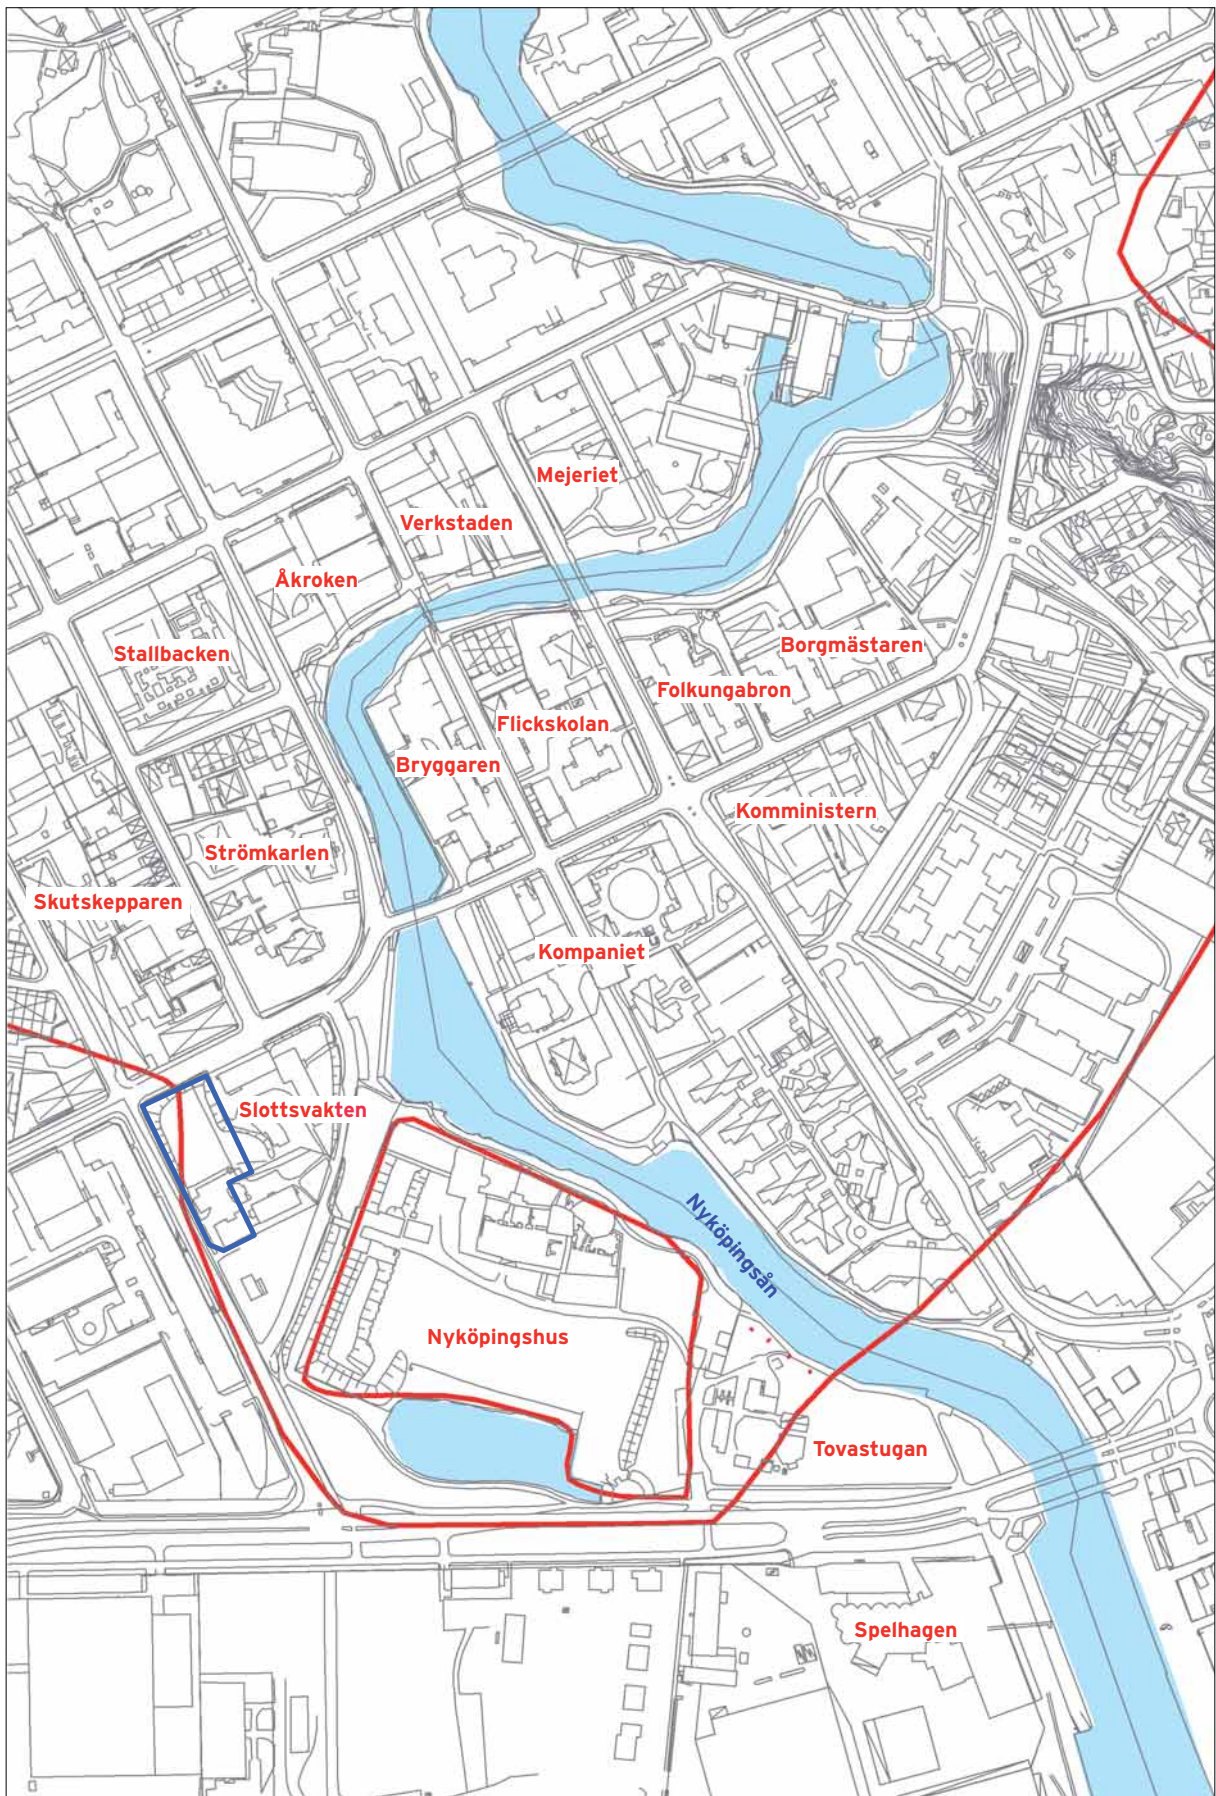 Mejeriet
Verkstaden
Åkroken
Stallbacken
Borgmästaren
Folkungabron
Flickskolan
Bryggaren
Komministern
Strömkarlen
Skutskepparen
Kompaniet
Slottsvakten
Nyköpingsån
Nyköpingshus
Tovastugan
Spelhagen